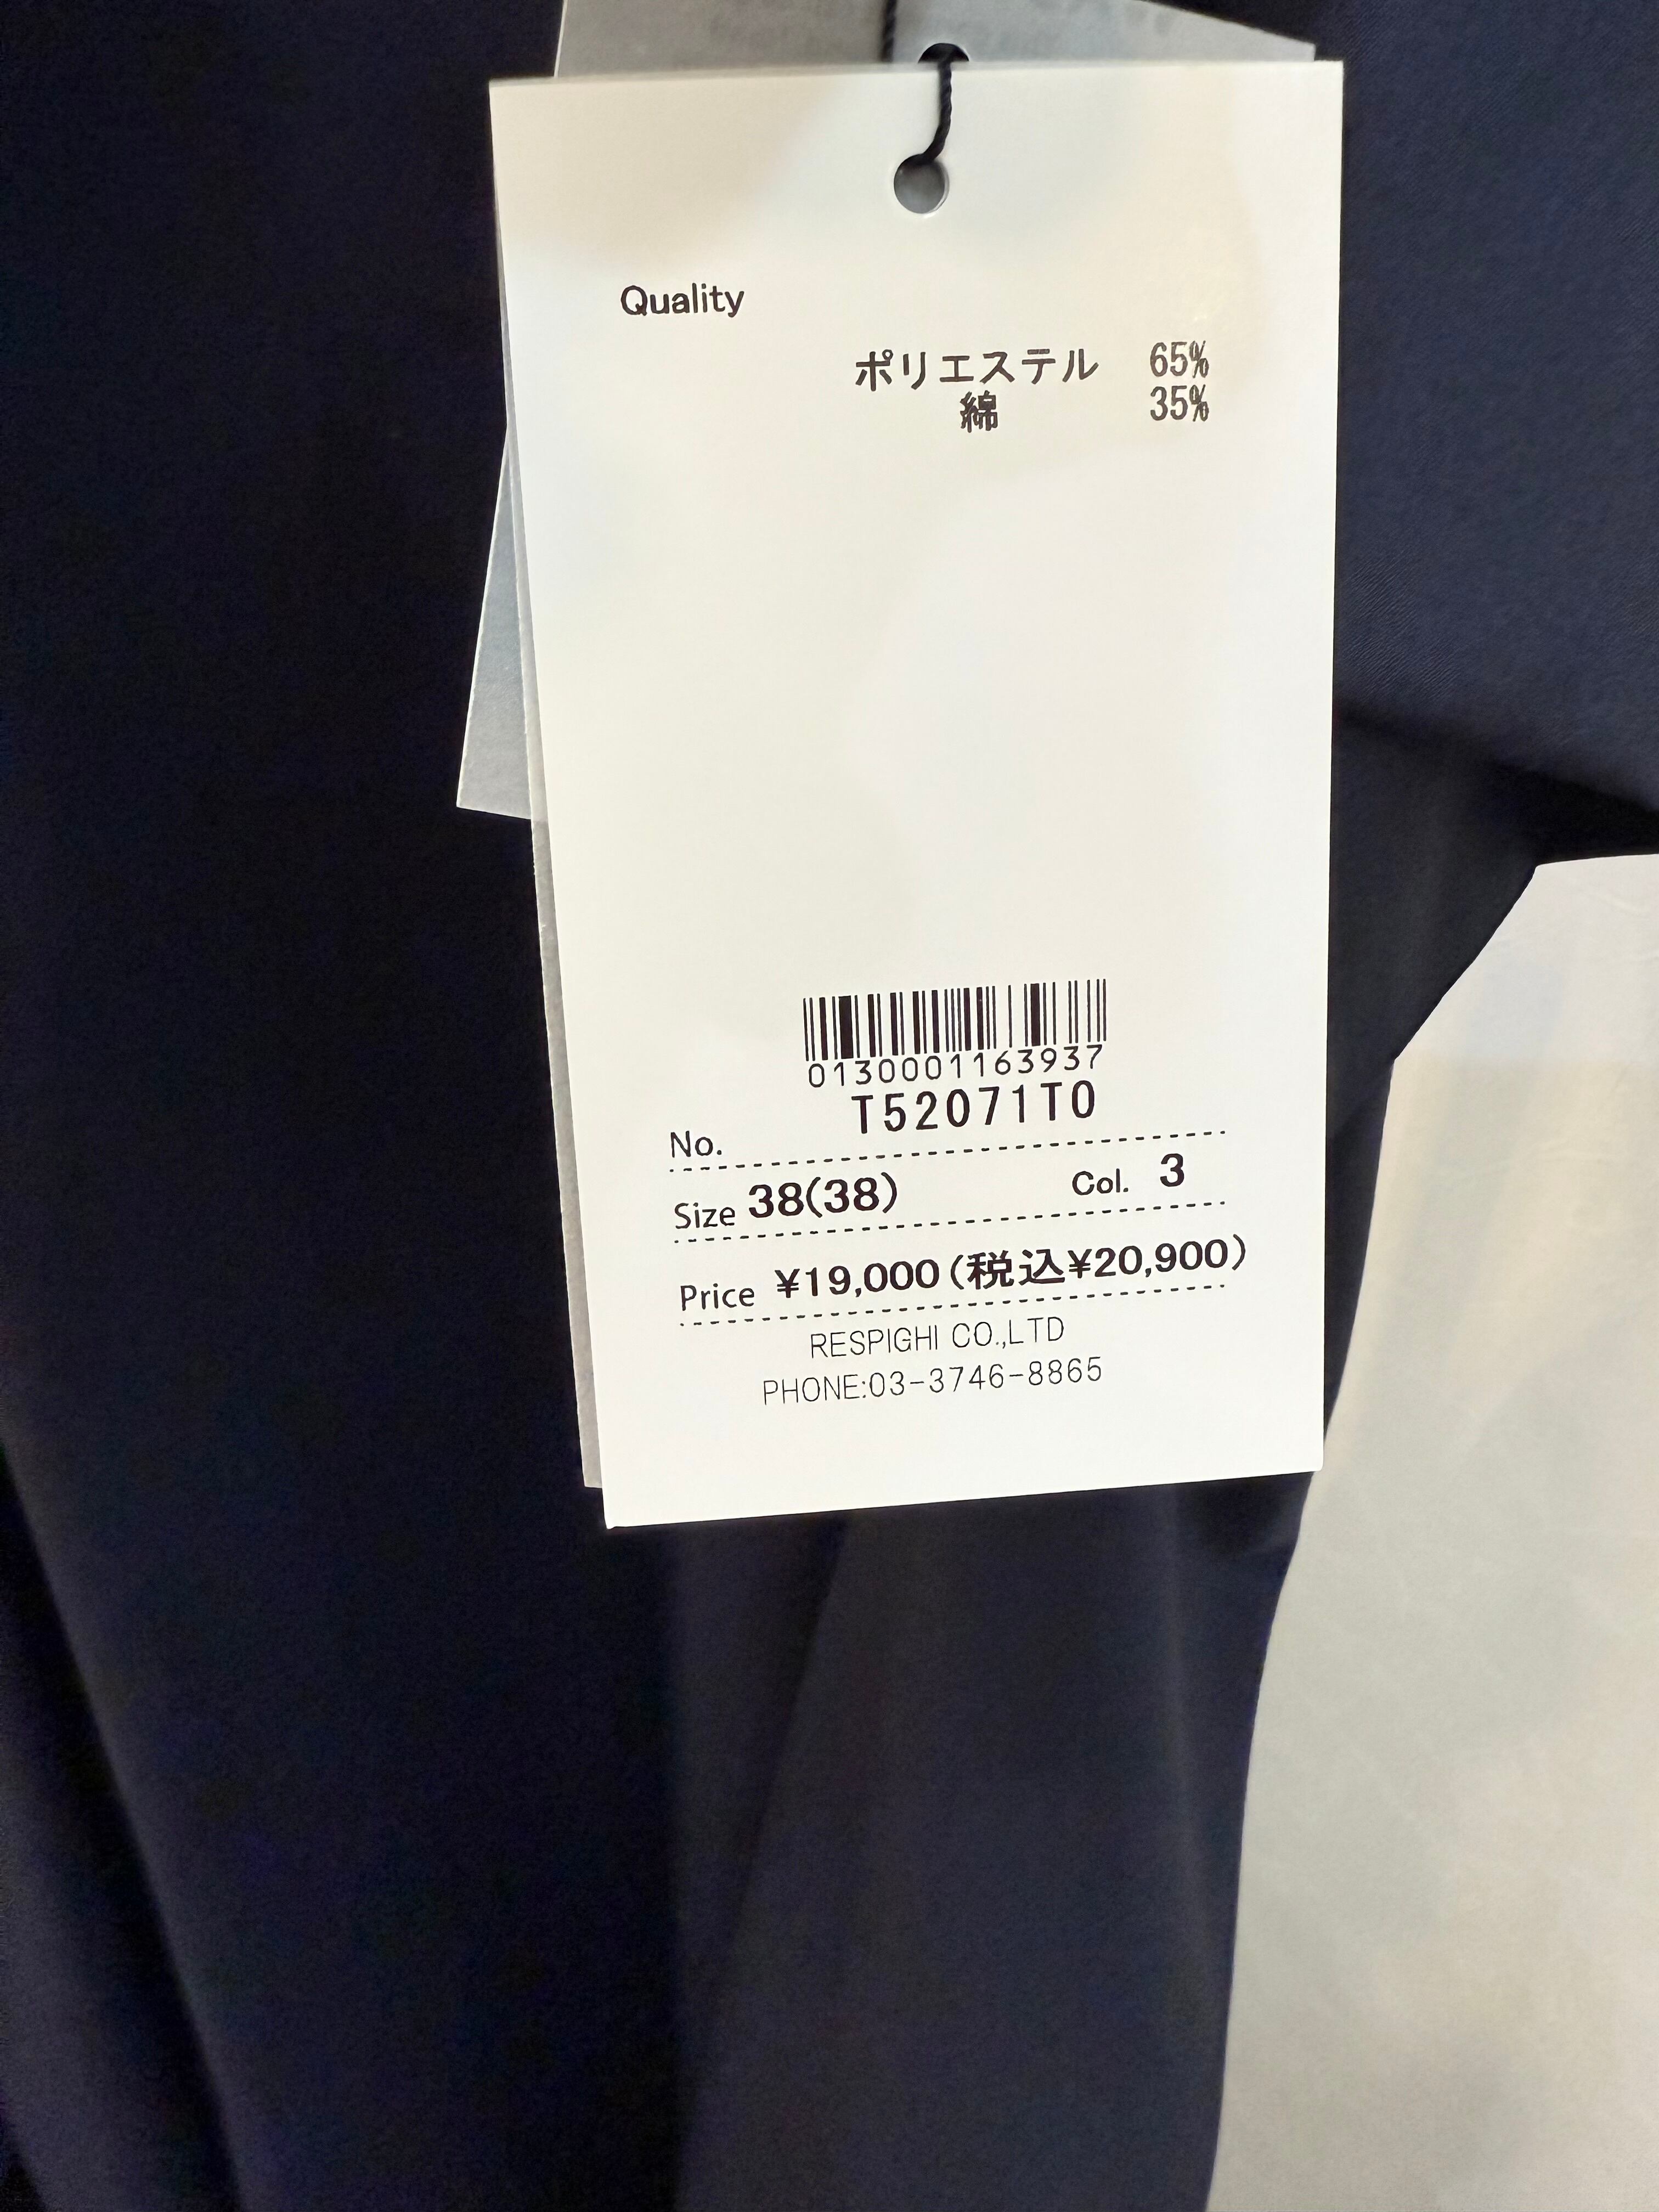 Quality
ポリエステル 65%
綿 35%
0130001163937
No. T52071T0
Size 38(38) Col. 3
Price ¥19,000(税込¥20,900)
RESPIGHI CO.,LTD
PHONE:03-3746-8865